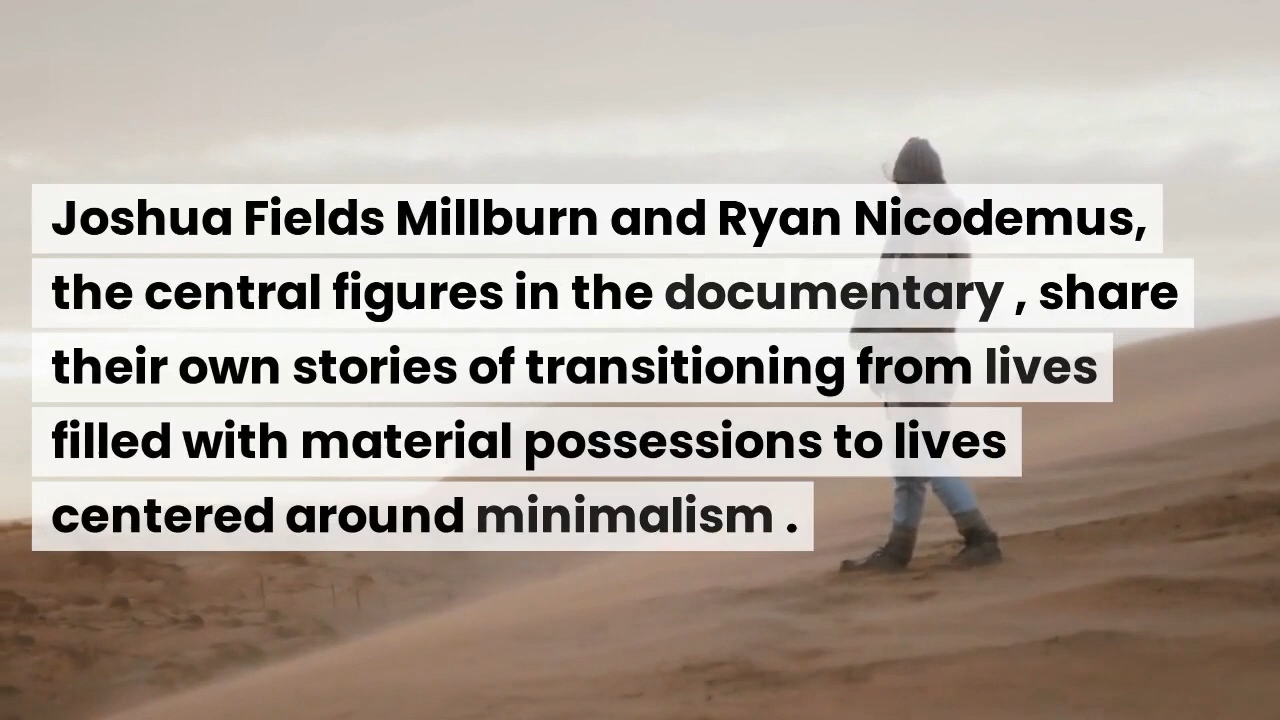 Joshua Fields Millburn and Ryan Nicodemus,
the central figures in the documentary , share
their own stories of transitioning from lives
filled with material possessions to lives
centered around minimalism .